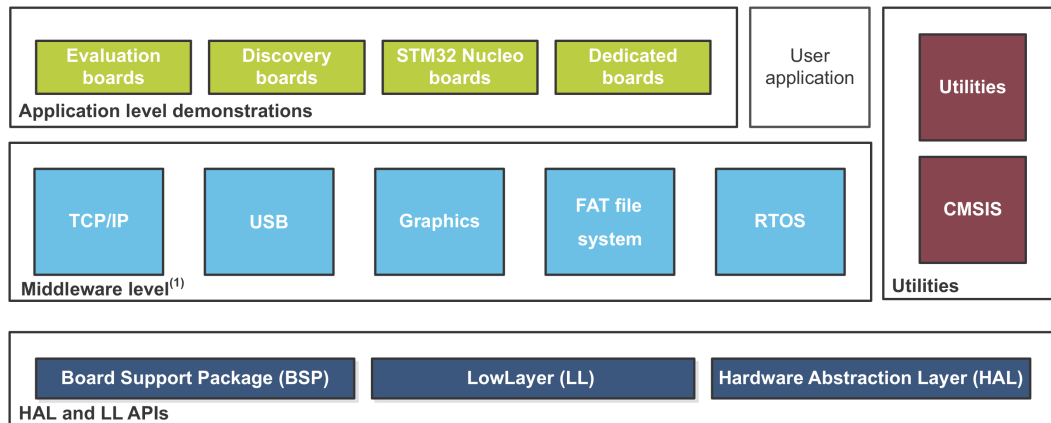 Evaluation
boards
Discovery
boards
STM32 Nucleo
boards
Dedicated
boards
Application level demonstrations
User
application
Utilities
CMSIS
Utilities
TCP/IP
USB
Graphics
FAT file
system
RTOS
Middleware level(1)
Board Support Package (BSP)
LowLayer (LL)
Hardware Abstraction Layer (HAL)
HAL and LL APIs